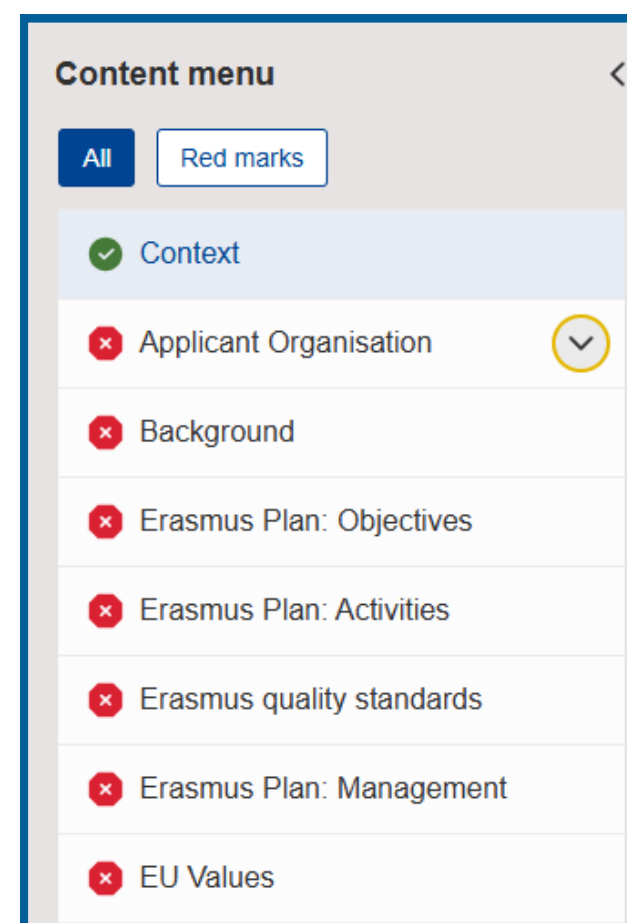 Content menu
All
Red marks
Context
Applicant Organisation
Background
Erasmus Plan: Objectives
Erasmus Plan: Activities
Erasmus quality standards
Erasmus Plan: Management
EU Values